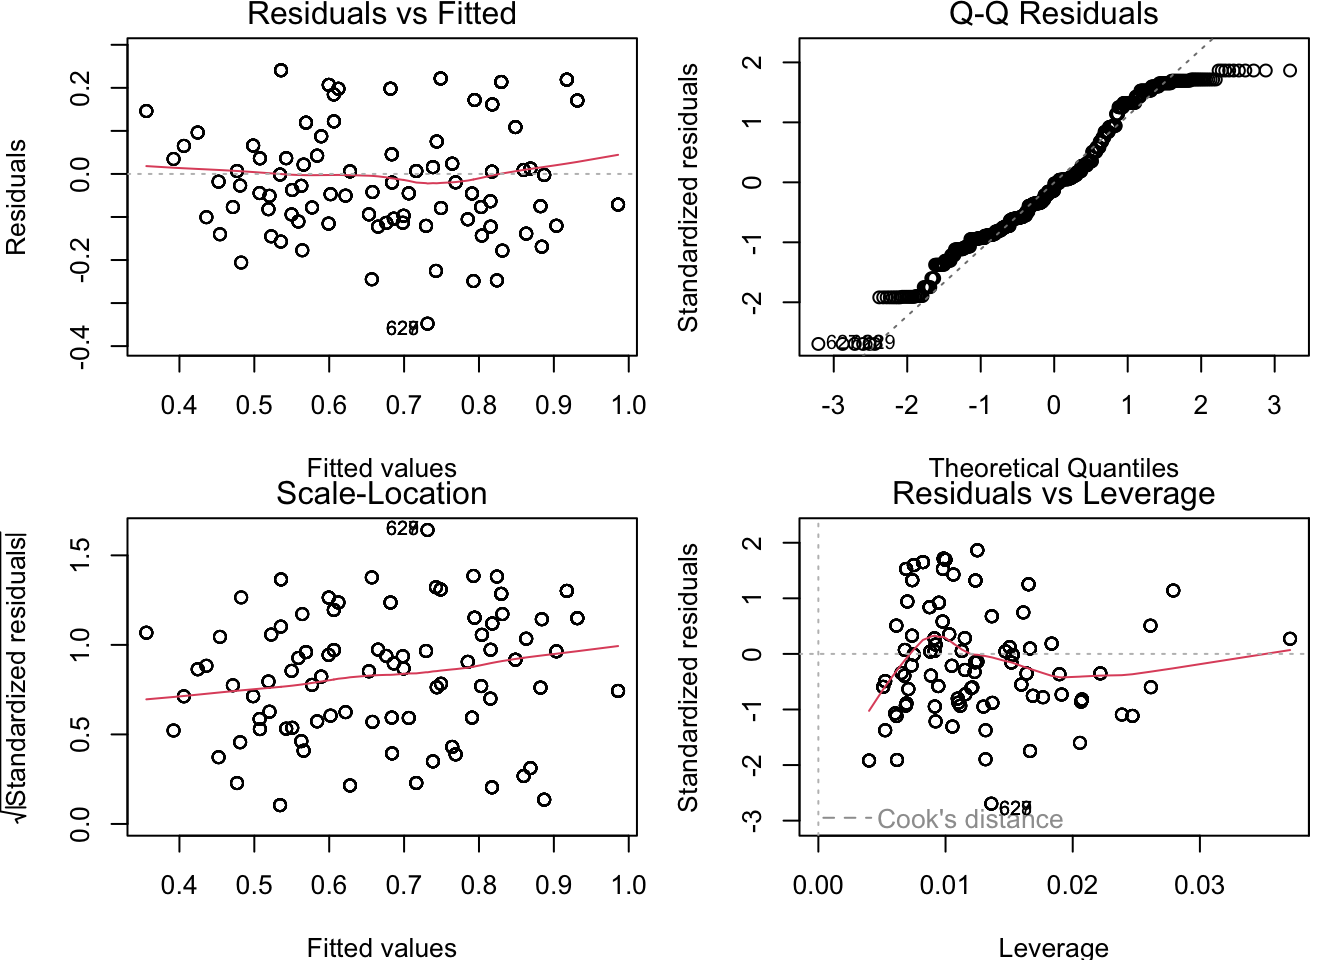 Residuals vs Fitted
Residuals
0.2
0.0
-0.2
-0.4
0.4 0.5 0.6 0.7 0.8 0.9 1.0
Fitted values
Q-Q Residuals
Standardized residuals
2
1
0
-1
-2
-3 -2 -1 0 1 2 3
Theoretical Quantiles
Scale-Location
√|Standardized residuals|
1.5
1.0
0.5
0.0
0.4 0.5 0.6 0.7 0.8 0.9 1.0
Fitted values
Residuals vs Leverage
Standardized residuals
2
1
0
-1
-2
-3
Cook's distance
0.00 0.01 0.02 0.03
Leverage